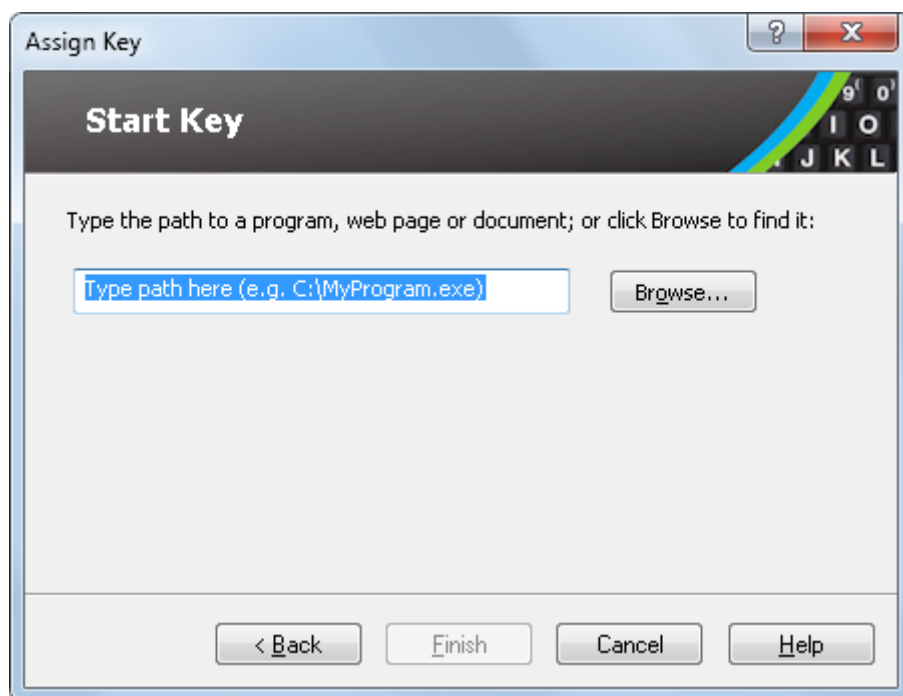 Assign Key
?
X
9( 0)
Start Key
I O
J K L
Type the path to a program, web page or document; or click Browse to find it:
Type path here (e.g. C:\MyProgram.exe)
Browse...
< Back
Finish
Cancel
Help